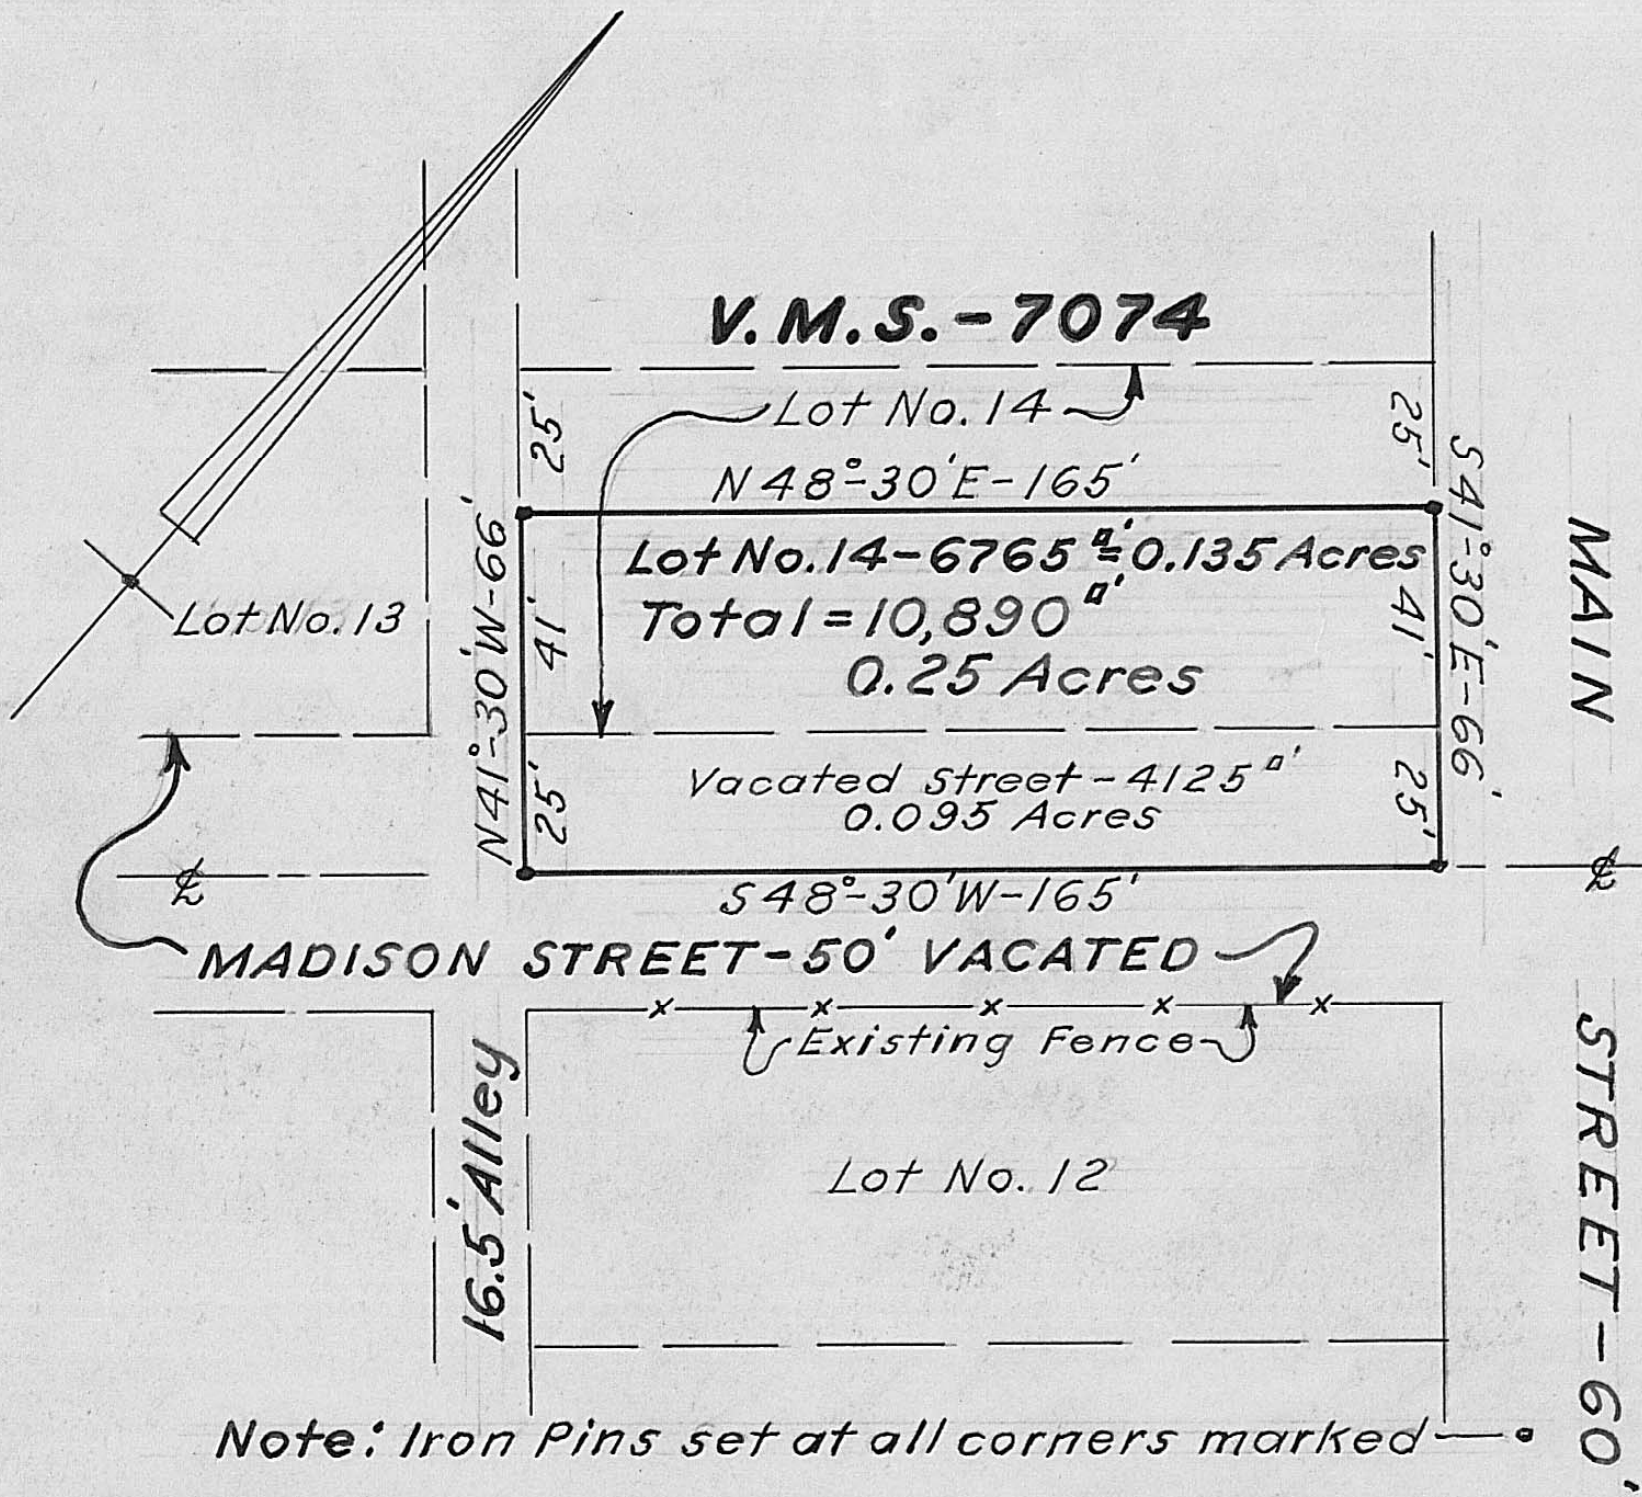 V.M.S.-7074
25'
Lot No. 14
25'
N48°-30'E-165'
N41°-30'W-66'
S41°-30'E-66'
Lot No. 14-6765□'=0.135 Acres
41'
Total=10,890□'
41'
0.25 Acres
Lot No. 13
MAIN STREET-60'
25'
Vacated Street-4125□'
25'
0.095 Acres
℄
℄
S48°-30'W-165'
MADISON STREET-50' VACATED
x x x x x
Existing Fence
16.5' Alley
Lot No. 12
Note: Iron Pins set at all corners marked